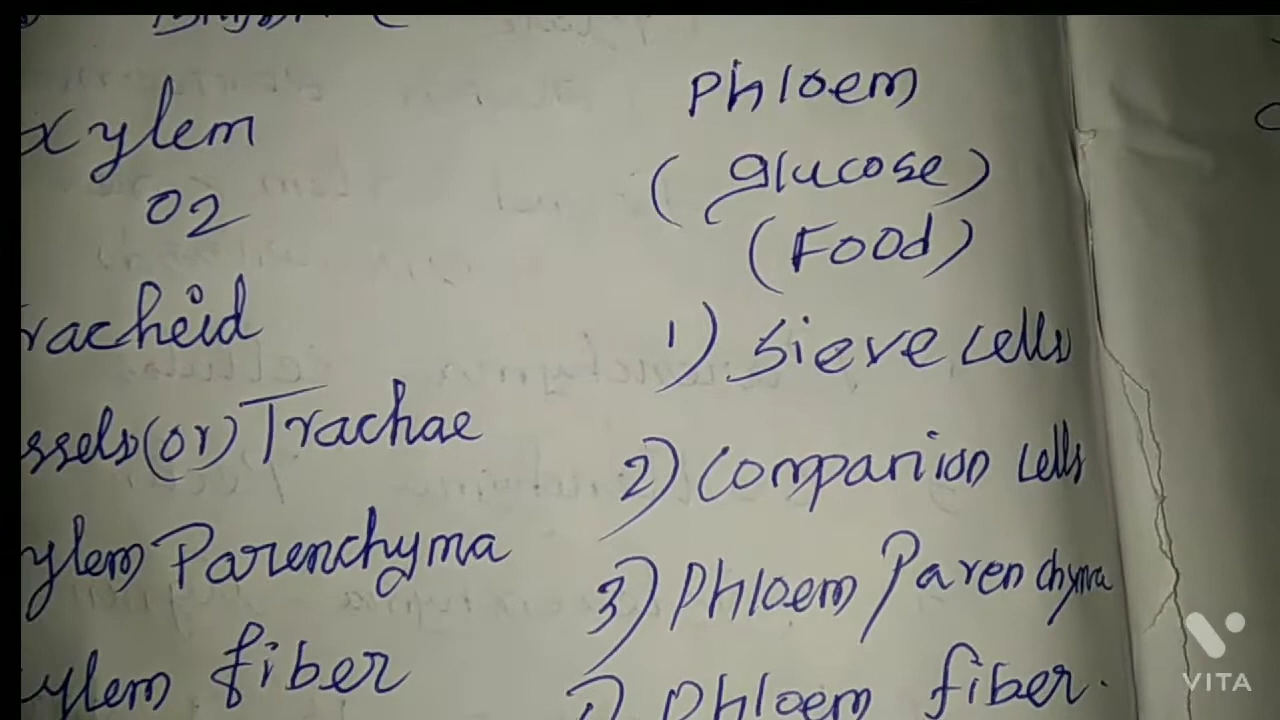 xylem
O2
racheid
ssels (or) Trachae
ylem Parenchyma
ylem fiber
Phloem
( glucose )
( Food )
1) Sieve cells
2) Companion cells
3) Phloem Parenchyma
Phloem fiber.
VITA